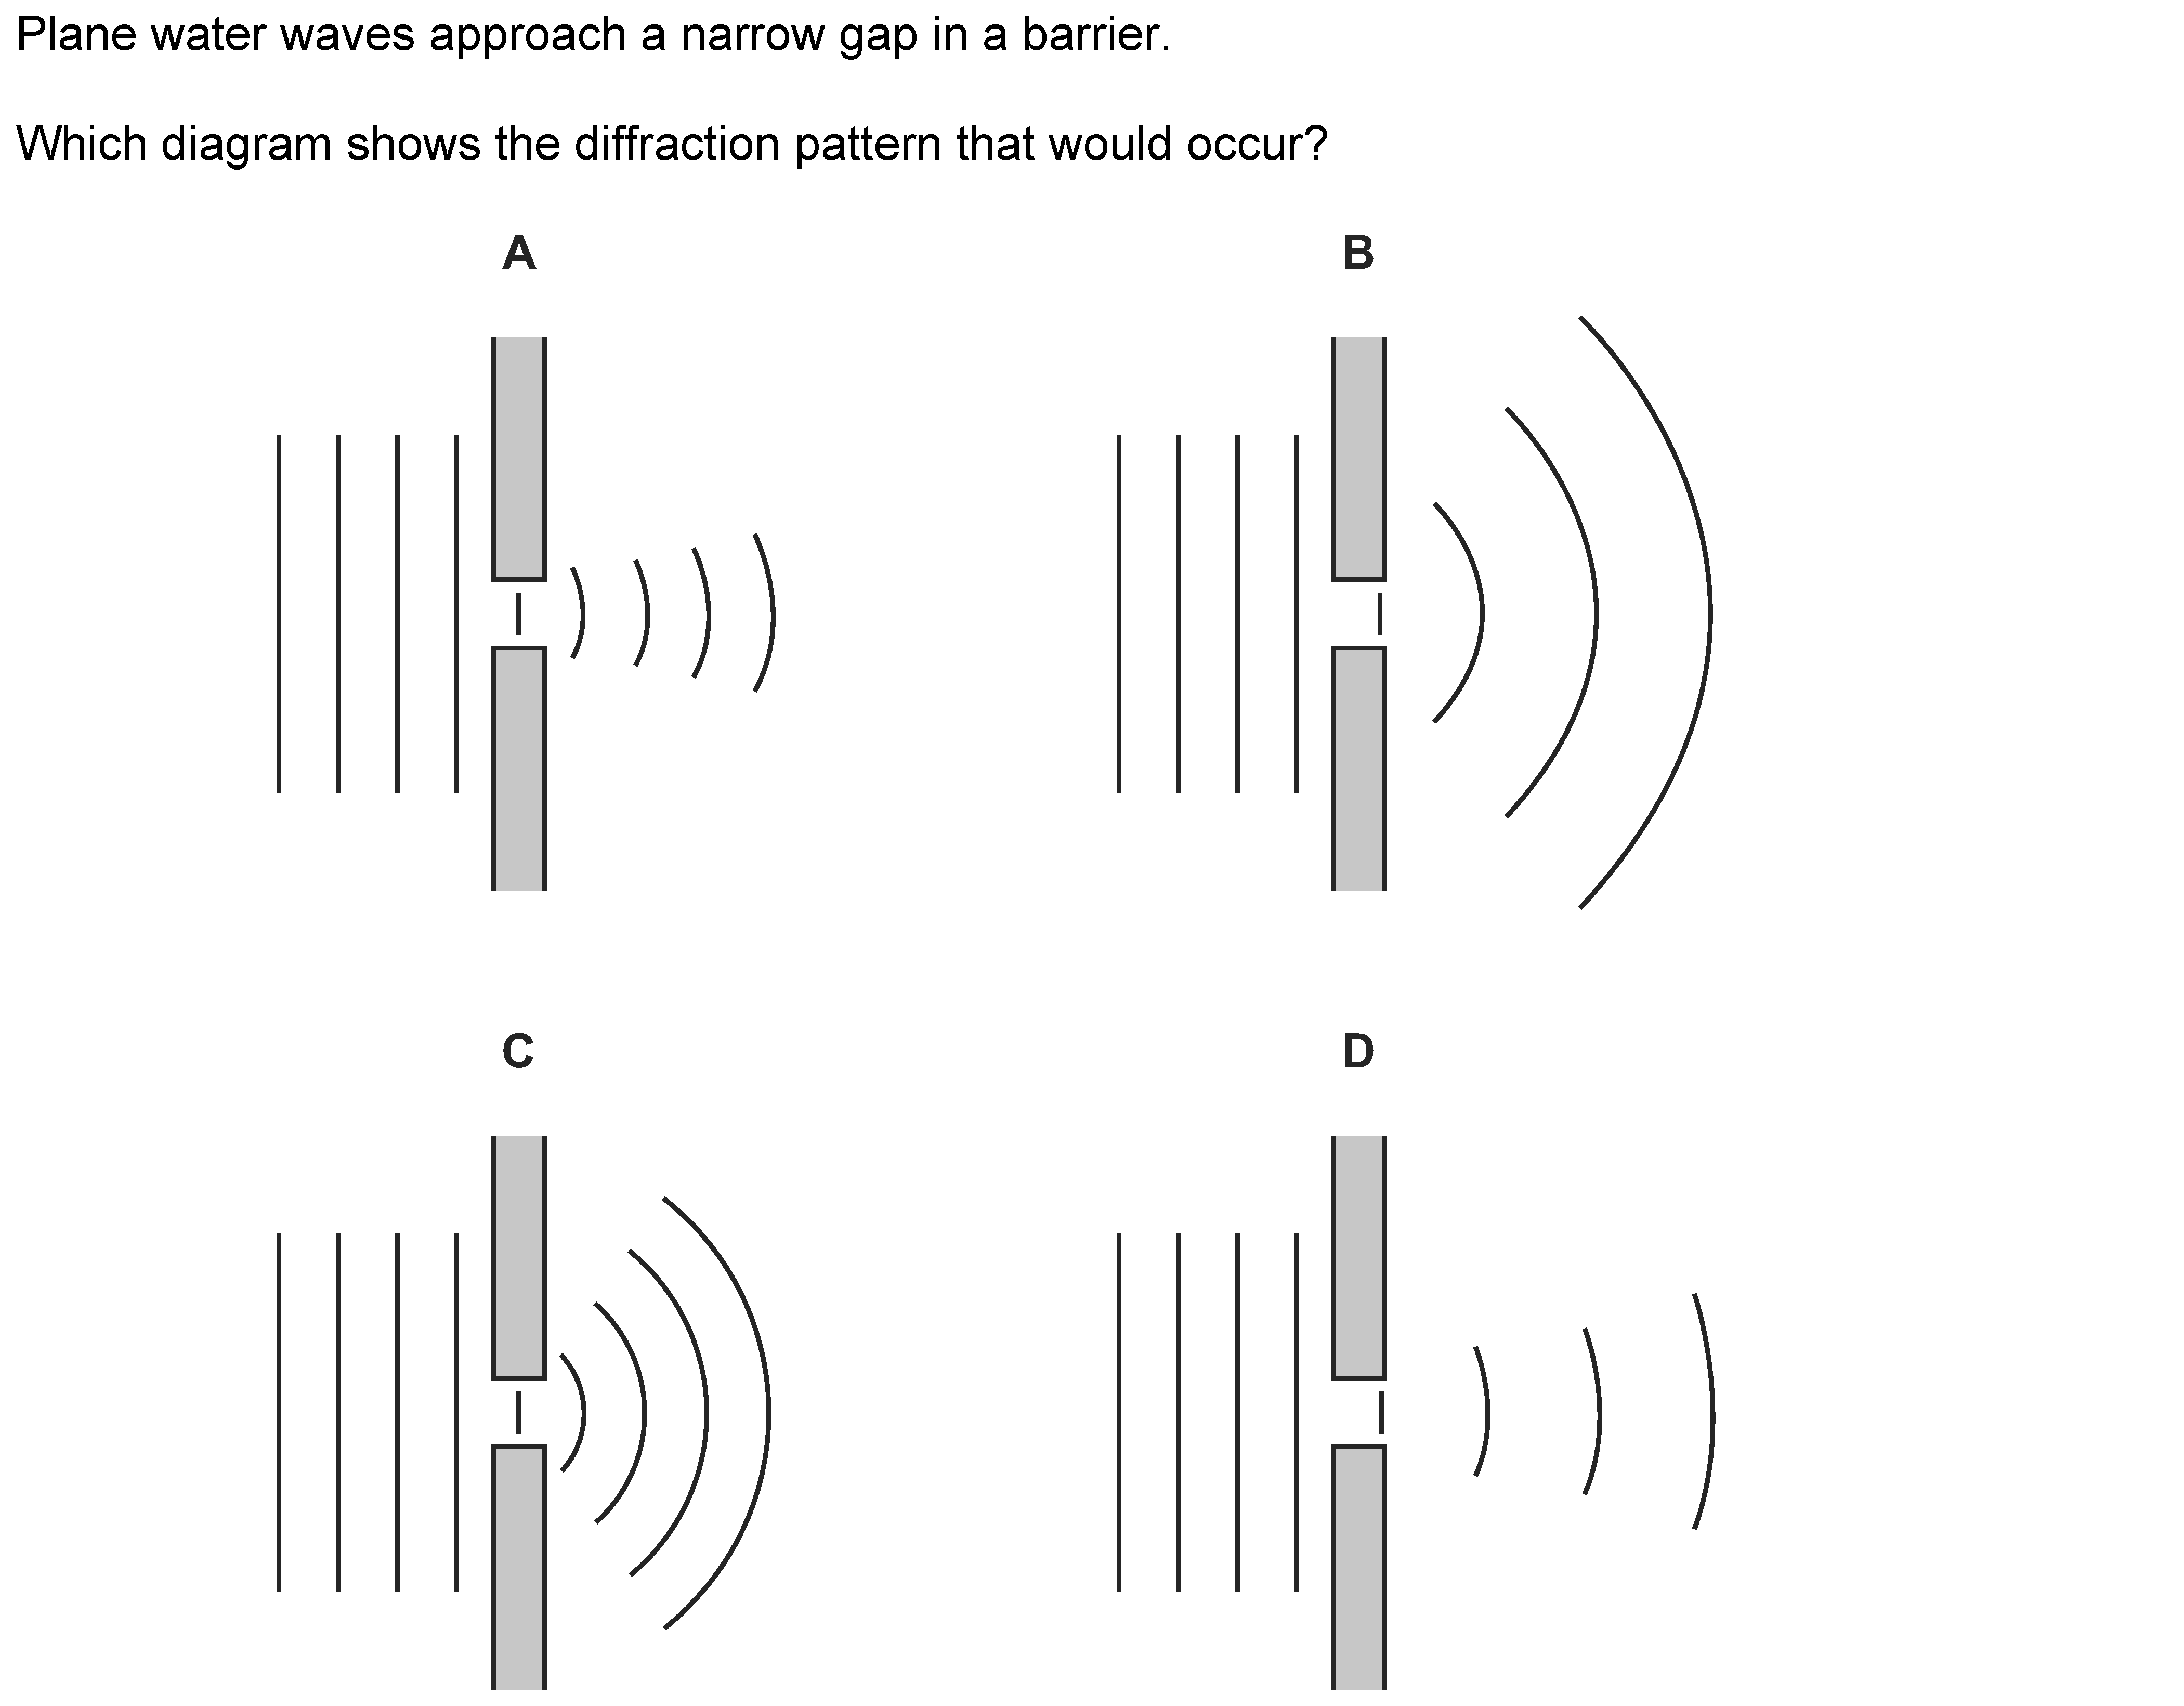 Plane water waves approach a narrow gap in a barrier.
Which diagram shows the diffraction pattern that would occur?
A
B
C
D